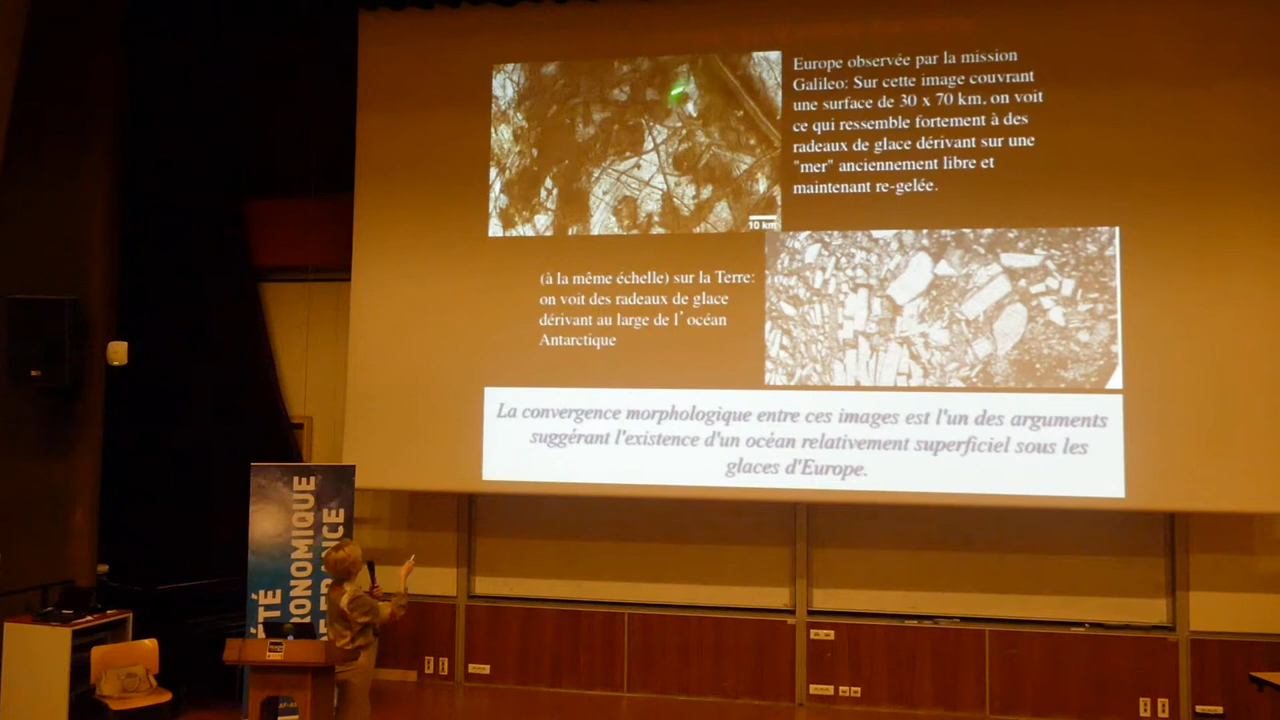 Europe observée par la mission
Galileo: Sur cette image couvrant
une surface de 30 x 70 km, on voit
ce qui ressemble fortement à des
radeaux de glace dérivant sur une
"mer" anciennement libre et
maintenant re-gelée.
10 km
(à la même échelle) sur la Terre:
on voit des radeaux de glace
dérivant au large de l'océan
Antarctique
La convergence morphologique entre ces images est l'un des arguments
suggérant l'existence d'un océan relativement superficiel sous les
glaces d'Europe.
ÉTÉ
RONOMIQUE
FRANCE